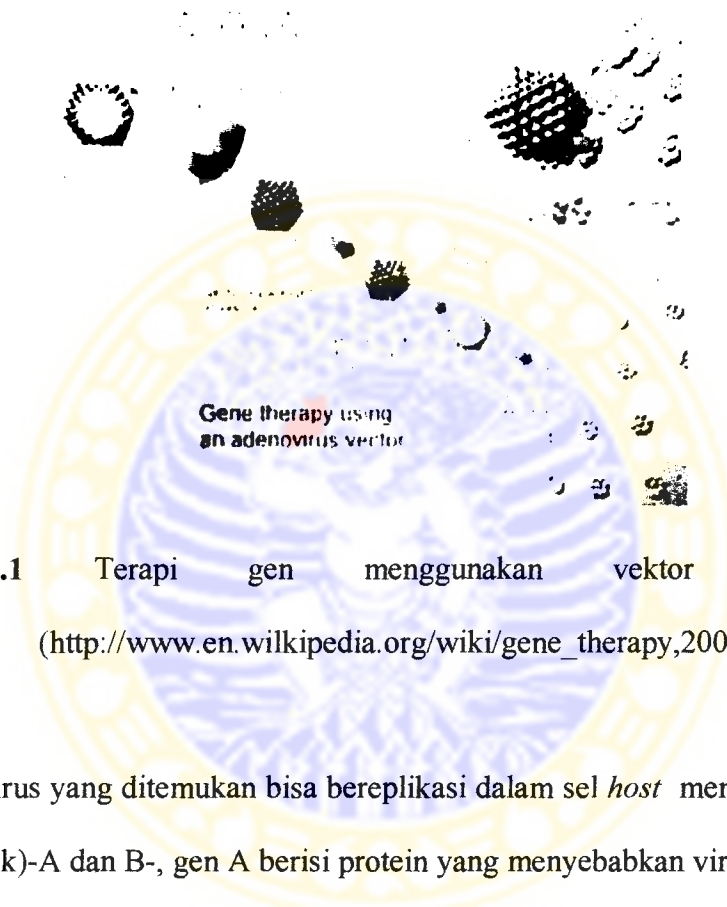 Gene therapy using
an adenovirus vector
.1 Terapi gen menggunakan vektor
(http://www.en.wilkipedia.org/wiki/gene_therapy,200
rus yang ditemukan bisa bereplikasi dalam sel host mer
k)-A dan B-, gen A berisi protein yang menyebabkan vir